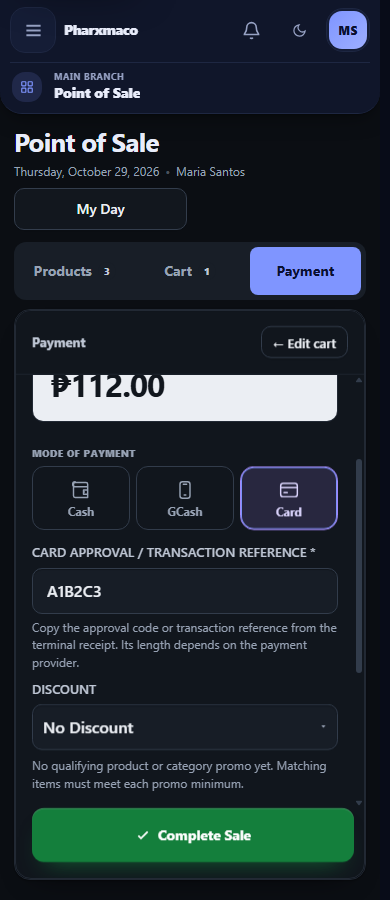 Pharxmaco
MS
MAIN BRANCH
Point of Sale
Point of Sale
Thursday, October 29, 2026 • Maria Santos
My Day
Products 3 Cart 1 Payment
Payment ← Edit cart
₱112.00
MODE OF PAYMENT
Cash GCash Card
CARD APPROVAL / TRANSACTION REFERENCE *
A1B2C3
Copy the approval code or transaction reference from the
terminal receipt. Its length depends on the payment
provider.
DISCOUNT
No Discount
No qualifying product or category promo yet. Matching
items must meet each promo minimum.
✓ Complete Sale